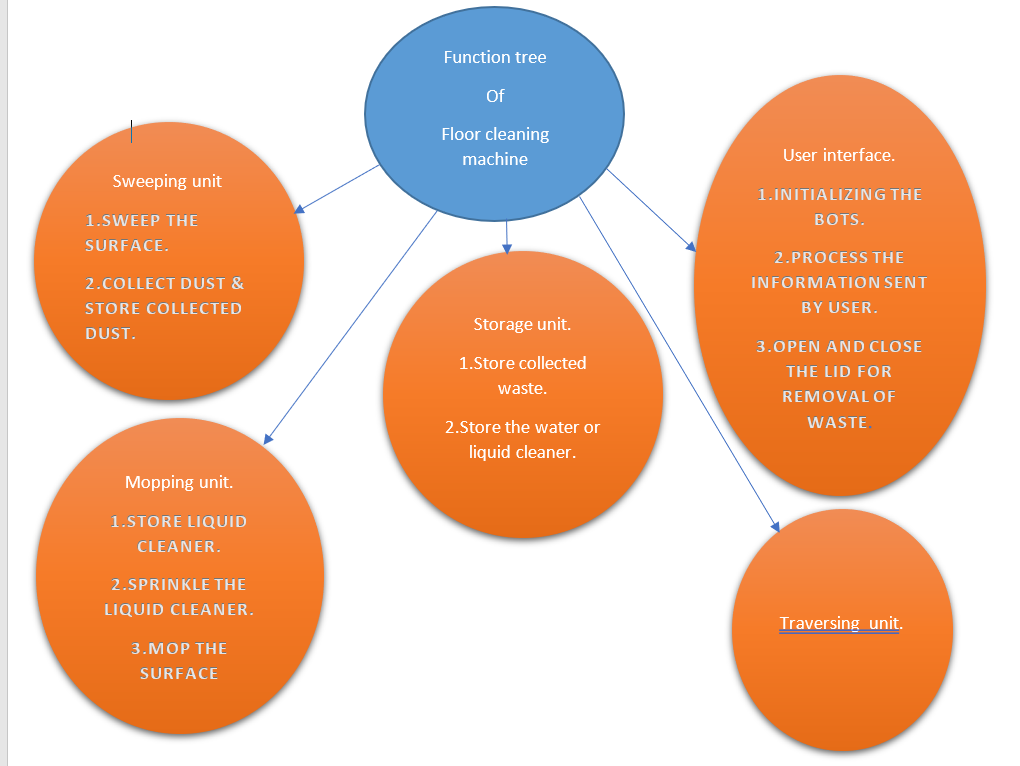 Function tree
Of
Floor cleaning
machine
Sweeping unit
1.SWEEP THE
SURFACE.
2.COLLECT DUST &
STORE COLLECTED
DUST.
Mopping unit.
1.STORE LIQUID
CLEANER.
2.SPRINKLE THE
LIQUID CLEANER.
3.MOP THE
SURFACE
Storage unit.
1.Store collected
waste.
2.Store the water or
liquid cleaner.
User interface.
1.INITIALIZING THE
BOTS.
2.PROCESS THE
INFORMATION SENT
BY USER.
3.OPEN AND CLOSE
THE LID FOR
REMOVAL OF
WASTE.
Traversing  unit.